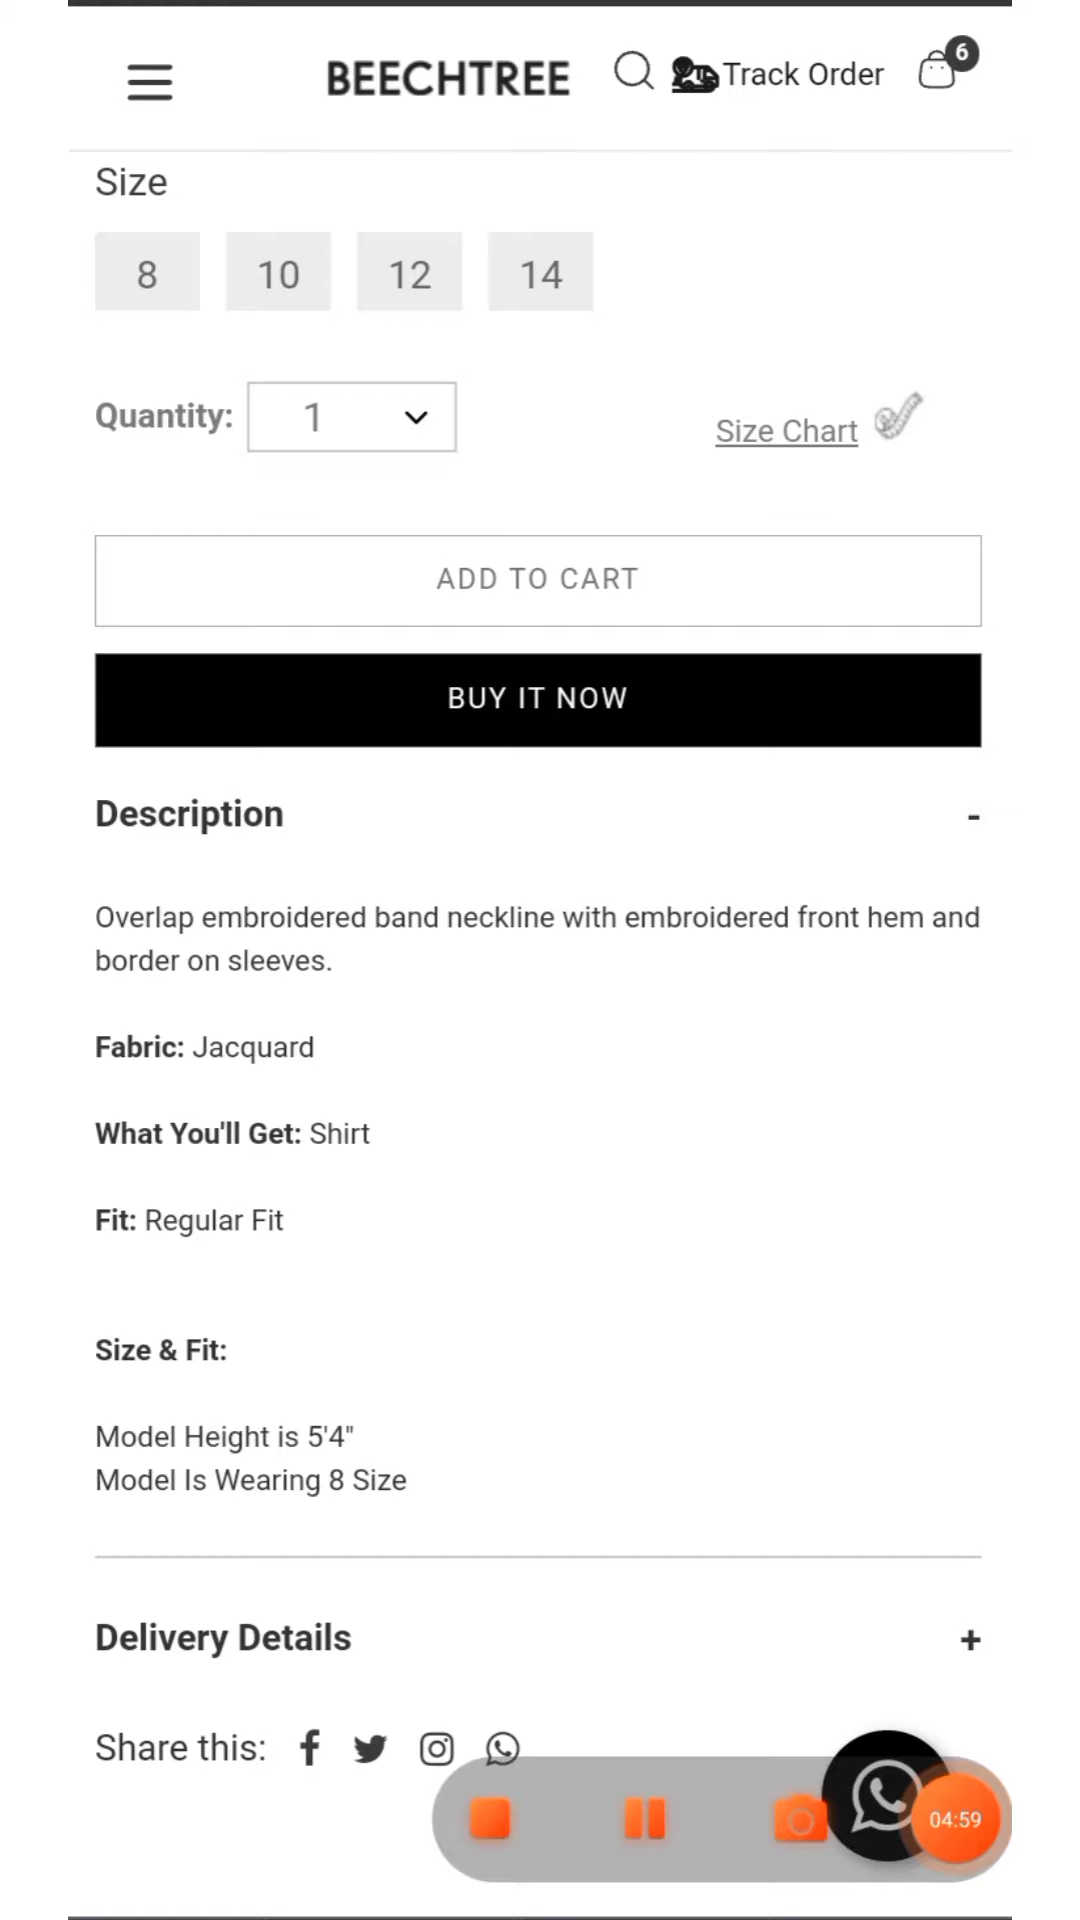 BEECHTREE
Track Order
6
Size
8 10 12 14
Quantity: 1
Size Chart
ADD TO CART
BUY IT NOW
Description -
Overlap embroidered band neckline with embroidered front hem and
border on sleeves.
Fabric: Jacquard
What You'll Get: Shirt
Fit: Regular Fit
Size & Fit:
Model Height is 5'4"
Model Is Wearing 8 Size
Delivery Details +
Share this:
04:59